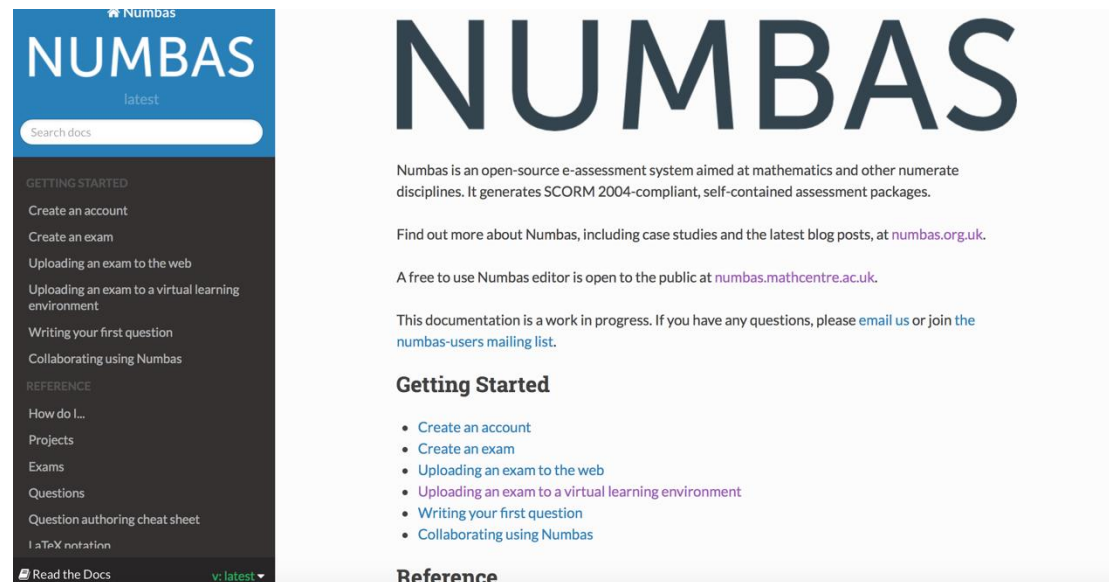 Numbas
NUMBAS
latest
Search docs
GETTING STARTED
Create an account
Create an exam
Uploading an exam to the web
Uploading an exam to a virtual learning
environment
Writing your first question
Collaborating using Numbas
REFERENCE
How do I...
Projects
Exams
Questions
Question authoring cheat sheet
LaTeX notation
Read the Docs
v: latest
NUMBAS
Numbas is an open-source e-assessment system aimed at mathematics and other numerate
disciplines. It generates SCORM 2004-compliant, self-contained assessment packages.
Find out more about Numbas, including case studies and the latest blog posts, at numbas.org.uk.
A free to use Numbas editor is open to the public at numbas.mathcentre.ac.uk.
This documentation is a work in progress. If you have any questions, please email us or join the
numbas-users mailing list.
Getting Started
Create an account
Create an exam
Uploading an exam to the web
Uploading an exam to a virtual learning environment
Writing your first question
Collaborating using Numbas
Reference